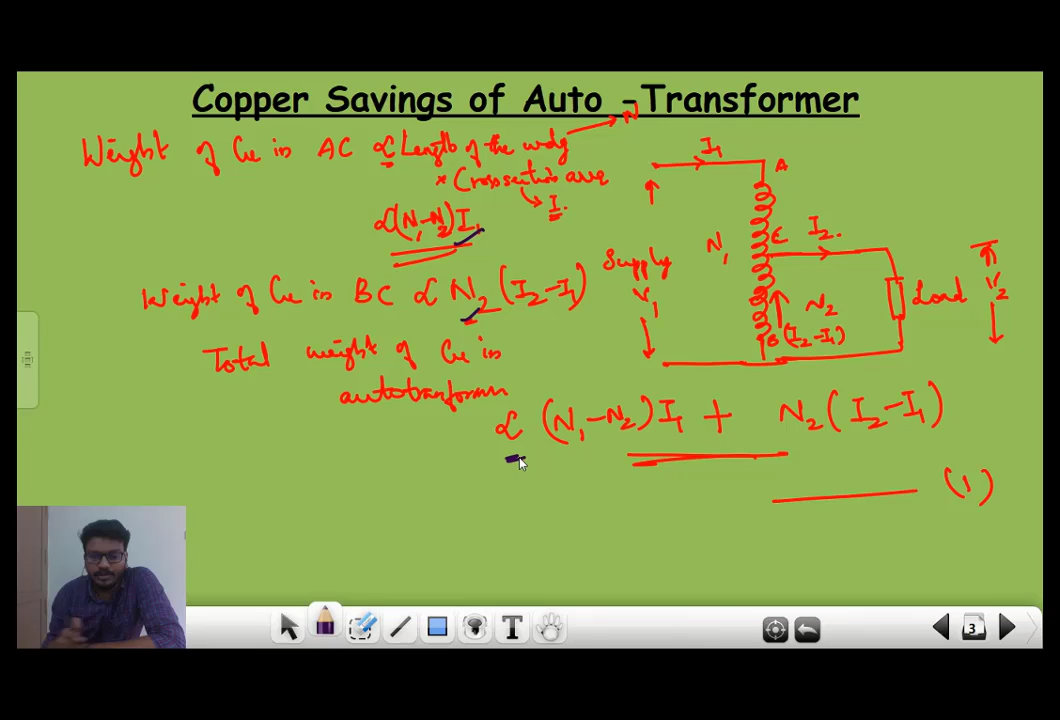 Copper Savings of Auto -Transformer
Weight of Cu in AC ∝ Length of the wdg → N
* Cross section area → I.
∝ (N₁-N₂) I₁
Weight of Cu in BC ∝ N₂ (I₂-I₁)
Total weight of Cu in
autotransform
∝ (N₁-N₂) I₁ + N₂ (I₂-I₁)
(1)
I₁
A
N₁
C
I₂.
Supply
V₁
N₂
Load
V₂
B
(I₂-I₁)
3
T